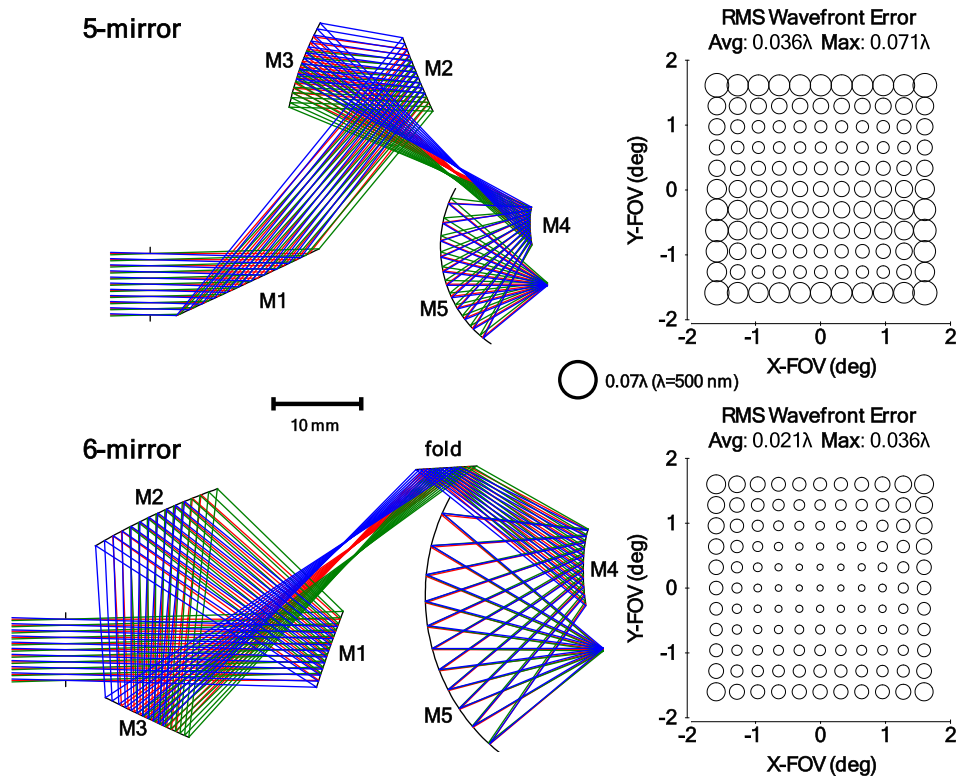 5-mirror
M3
M2
M4
M1
M5
RMS Wavefront Error
Avg: 0.036λ Max: 0.071λ
2
1
0
-1
-2
Y-FOV (deg)
-2 -1 0 1 2
X-FOV (deg)
0.07λ (λ=500 nm)
10 mm
6-mirror
fold
M2
M4
M1
M5
M3
RMS Wavefront Error
Avg: 0.021λ Max: 0.036λ
2
1
0
-1
-2
Y-FOV (deg)
-2 -1 0 1 2
X-FOV (deg)